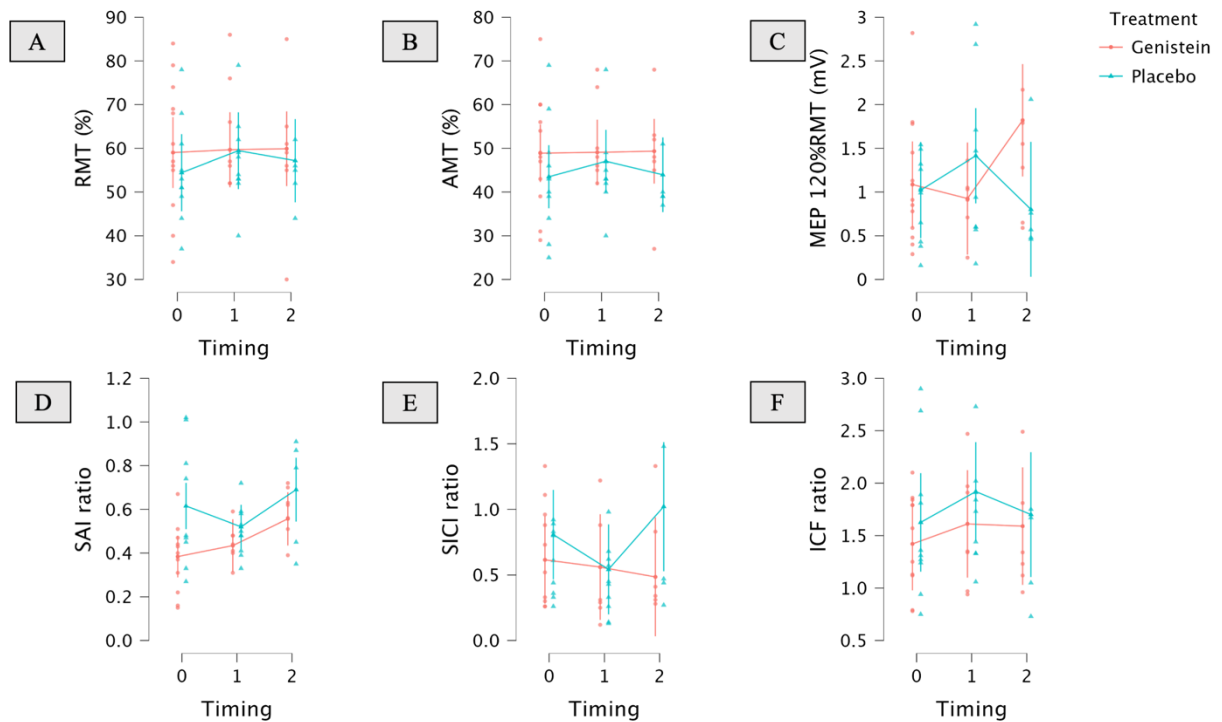 A
B
C
Treatment
Genistein
Placebo
RMT (%)
90
80
70
60
50
40
30
0 1 2
Timing
AMT (%)
80
70
60
50
40
30
20
0 1 2
Timing
MEP 120%RMT (mV)
3
2.5
2
1.5
1
0.5
0
0 1 2
Timing
D
E
F
SAI ratio
1.2
1.0
0.8
0.6
0.4
0.2
0.0
0 1 2
Timing
SICI ratio
2.0
1.5
1.0
0.5
0.0
0 1 2
Timing
ICF ratio
3.0
2.5
2.0
1.5
1.0
0.5
0 1 2
Timing